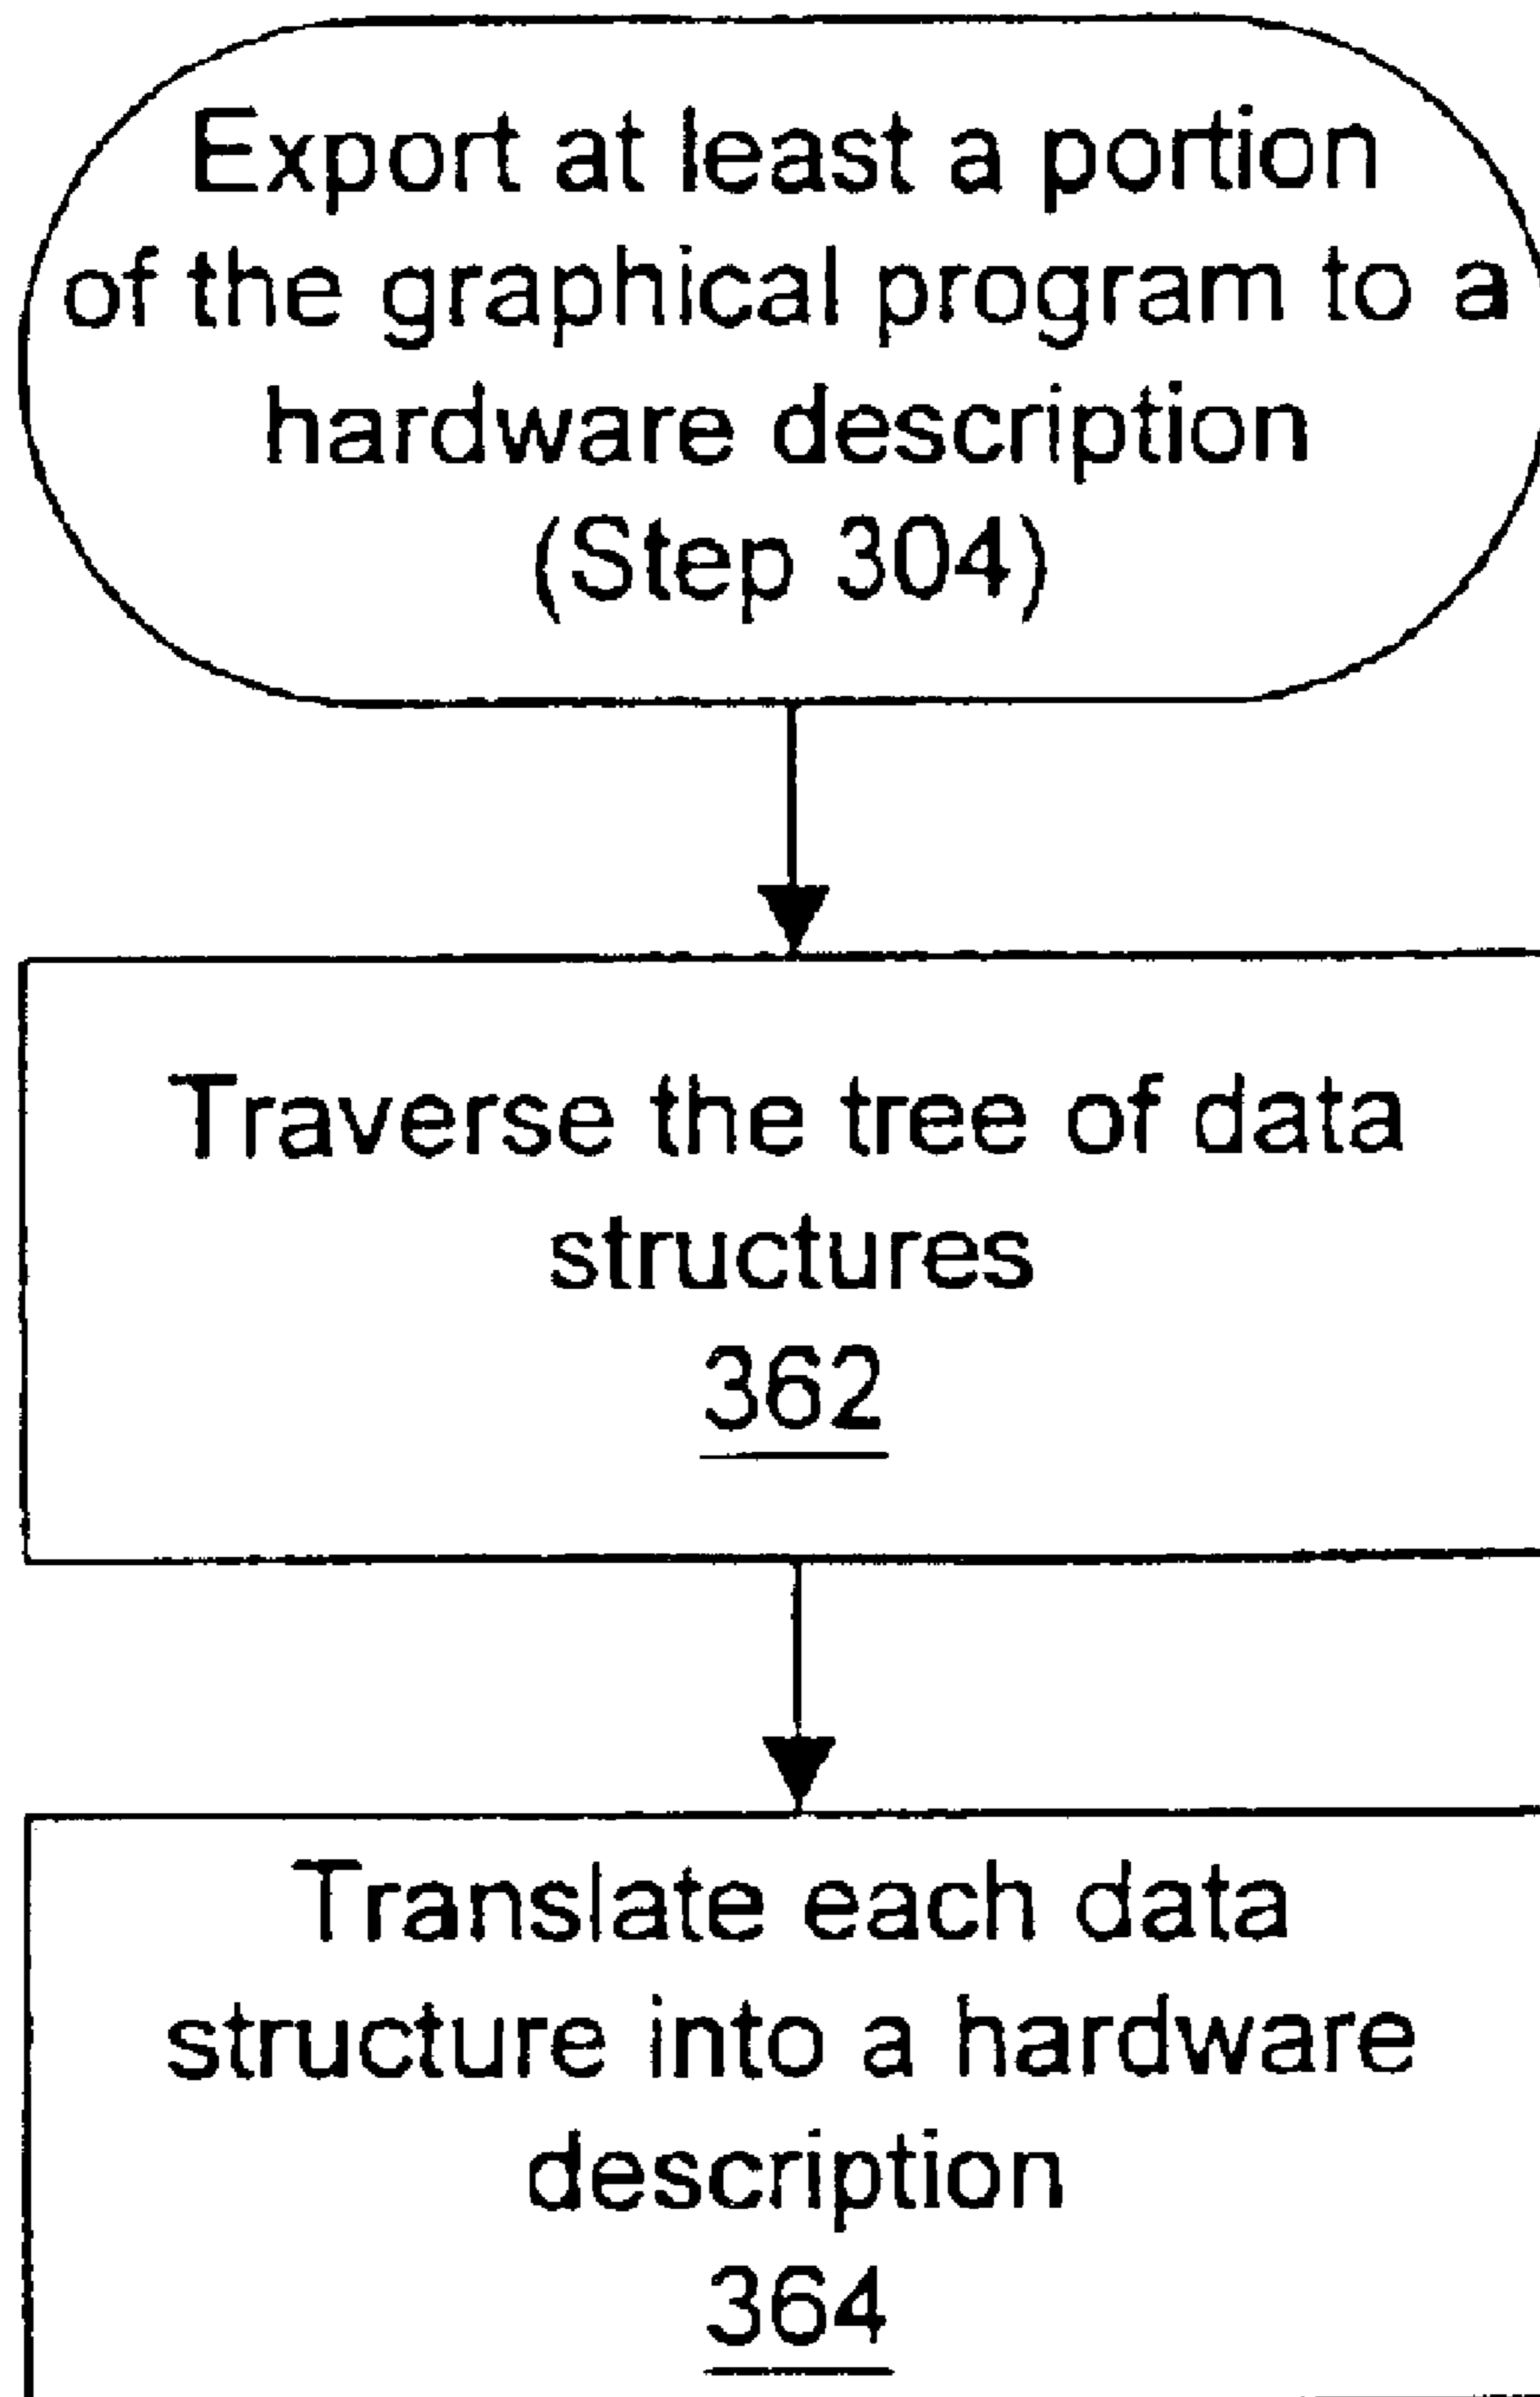 Export at least a portion
of the graphical program to a
hardware description
(Step 304)
Traverse the tree of data
structures
362
Translate each data
structure into a hardware
description
364